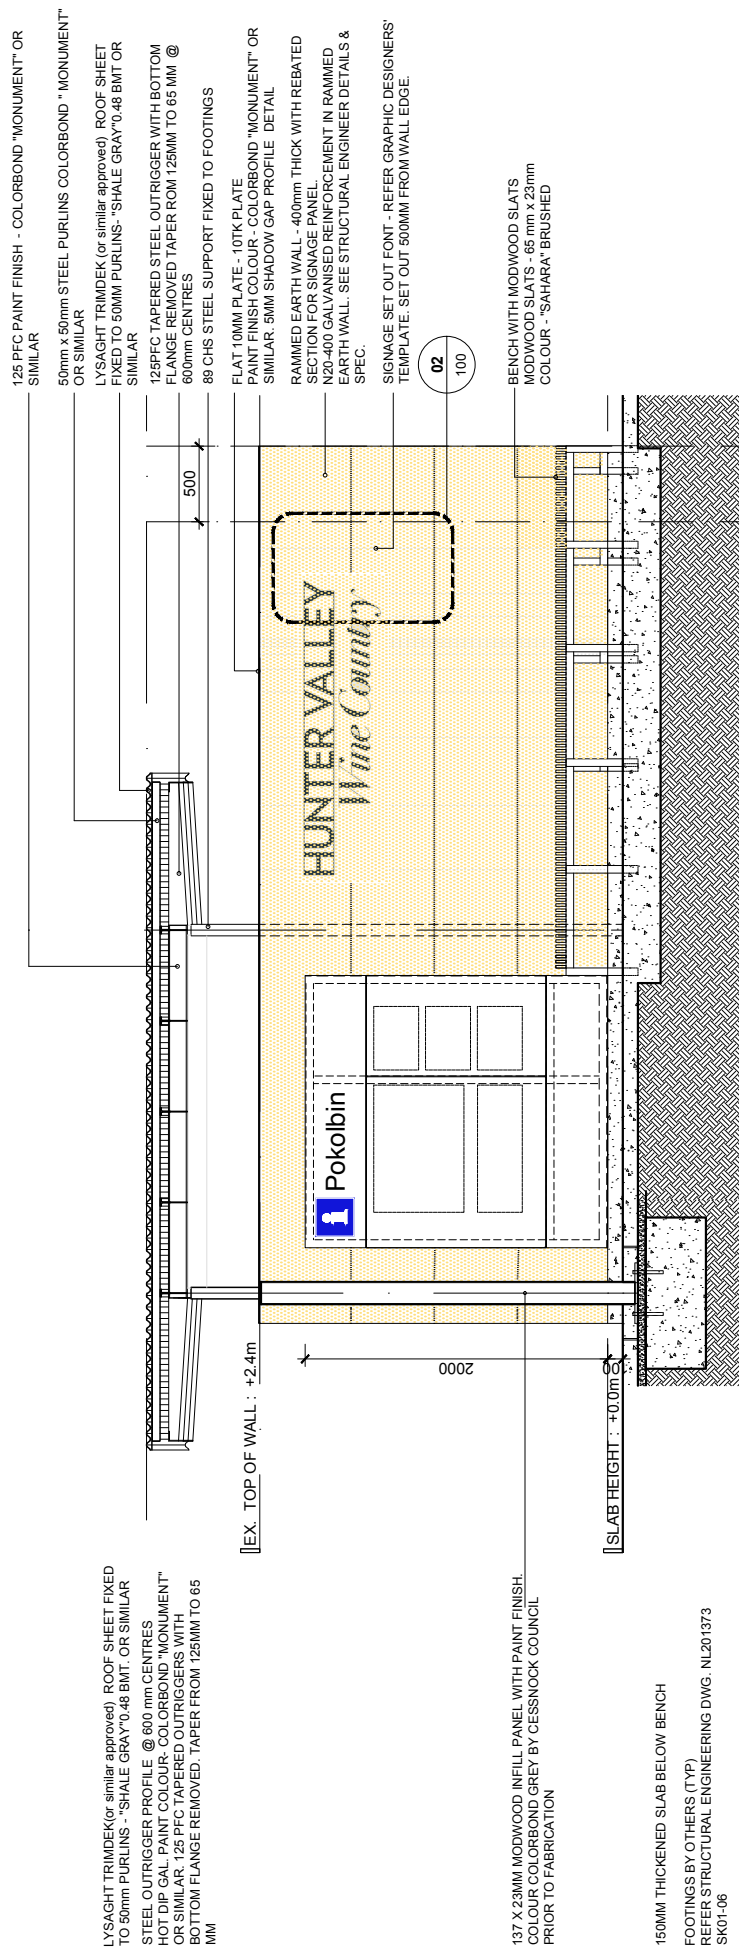 125 PFC PAINT FINISH - COLORBOND "MONUMENT" OR
SIMILAR
50mm x 50mm STEEL PURLINS COLORBOND " MONUMENT"
OR SIMILAR
LYSAGHT TRIMDEK (or similar approved) ROOF SHEET
FIXED TO 50MM PURLINS- "SHALE GRAY"0.48 BMT OR
SIMILAR
125PFC TAPERED STEEL OUTRIGGER WITH BOTTOM
FLANGE REMOVED TAPER ROM 125MM TO 65 MM @
600mm CENTRES
89 CHS STEEL SUPPORT FIXED TO FOOTINGS
FLAT 10MM PLATE - 10TK PLATE
PAINT FINISH COLOUR - COLORBOND "MONUMENT" OR
SIMILAR. 5MM SHADOW GAP PROFILE DETAIL
RAMMED EARTH WALL - 400mm THICK WITH REBATED
SECTION FOR SIGNAGE PANEL.
N20-400 GALVANISED REINFORCEMENT IN RAMMED
EARTH WALL. SEE STRUCTURAL ENGINEER DETAILS &
SPEC.
SIGNAGE SET OUT FONT - REFER GRAPHIC DESIGNERS'
TEMPLATE. SET OUT 500MM FROM WALL EDGE.
02
100
BENCH WITH MODWOOD SLATS
MODWOOD SLATS - 65 mm x 23mm
COLOUR - "SAHARA" BRUSHED
500
HUNTER VALLEY
Wine Country
i Pokolbin
EX. TOP OF WALL : +2.4m
2000
100
SLAB HEIGHT : +0.0m
LYSAGHT TRIMDEK(or similar approved) ROOF SHEET FIXED
TO 50mm PURLINS - "SHALE GRAY"0.48 BMT. OR SIMILAR
STEEL OUTRIGGER PROFILE @ 600 mm CENTRES
HOT DIP GAL. PAINT COLOUR- COLORBOND "MONUMENT"
OR SIMILAR. 125 PFC TAPERED OUTRIGGERS WITH
BOTTOM FLANGE REMOVED. TAPER FROM 125MM TO 65
MM
137 X 23MM MODWOOD INFILL PANEL WITH PAINT FINISH.
COLOUR COLORBOND GREY BY CESSNOCK COUNCIL
PRIOR TO FABRICATION
150MM THICKENED SLAB BELOW BENCH
FOOTINGS BY OTHERS (TYP)
REFER STRUCTURAL ENGINEERING DWG. NL201373
SK01-06